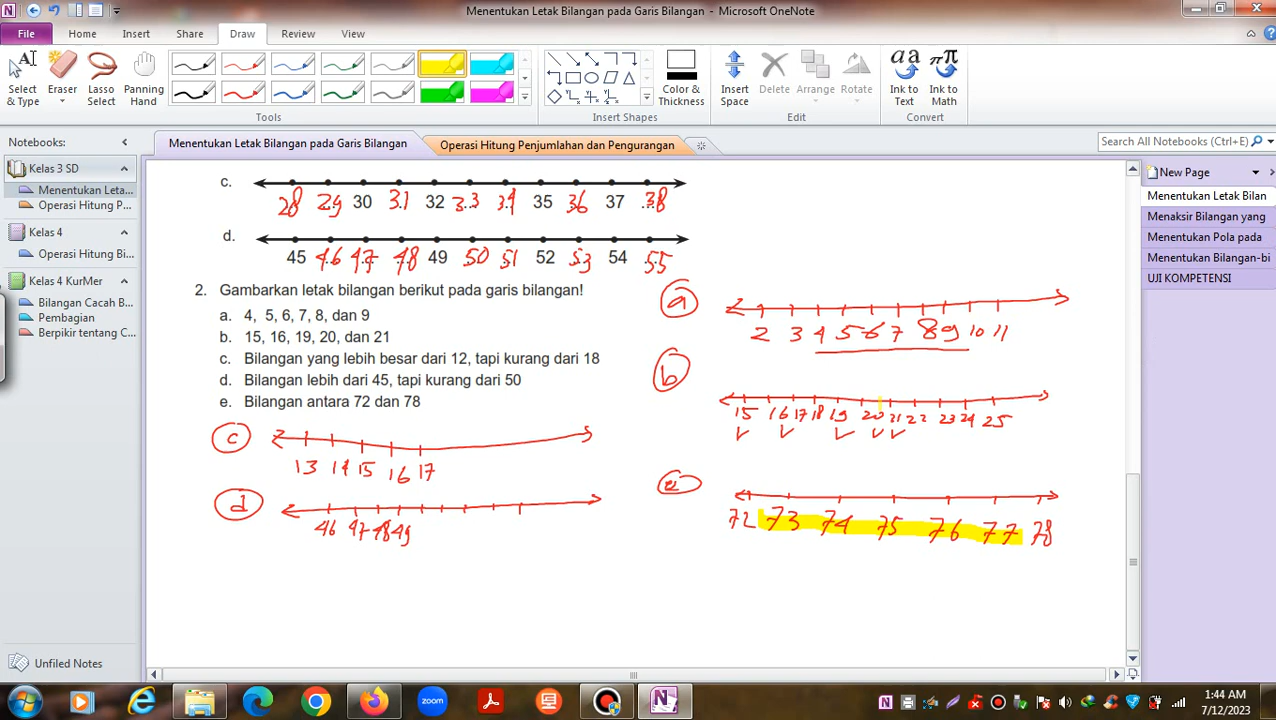 Menentukan Letak Bilangan pada Garis Bilangan - Microsoft OneNote
File Home Insert Share Draw Review View
Select & Type
Eraser
Lasso Select
Panning Hand
Color & Thickness
Insert Space
Delete
Arrange
Rotate
Ink to Text
Ink to Math
Tools
Insert Shapes
Edit
Convert
Notebooks:
Menentukan Letak Bilangan pada Garis Bilangan
Operasi Hitung Penjumlahan dan Pengurangan
Search All Notebooks (Ctrl+E)
Kelas 3 SD
Menentukan Leta...
Operasi Hitung P...
Kelas 4
Operasi Hitung Bi...
Kelas 4 KurMer
Bilangan Cacah B...
Pembagian
Berpikir tentang C...
Unfiled Notes
c.
28 29 30 31 32 33 34 35 36 37 38
d.
45 46 47 48 49 50 51 52 53 54 55
2. Gambarkan letak bilangan berikut pada garis bilangan!
a. 4, 5, 6, 7, 8, dan 9
b. 15, 16, 19, 20, dan 21
c. Bilangan yang lebih besar dari 12, tapi kurang dari 18
d. Bilangan lebih dari 45, tapi kurang dari 50
e. Bilangan antara 72 dan 78
a
2 3 4 5 6 7 8 9 10 11
b
15 16 17 18 19 20 21 22 23 24 25
c
13 14 15 16 17
d
46 47 48 49
e
72 73 74 75 76 77 78
New Page
Menentukan Letak Bilan
Menaksir Bilangan yang
Menentukan Pola pada
Menentukan Bilangan-bi
UJI KOMPETENSI
zoom
1:44 AM
7/12/2023